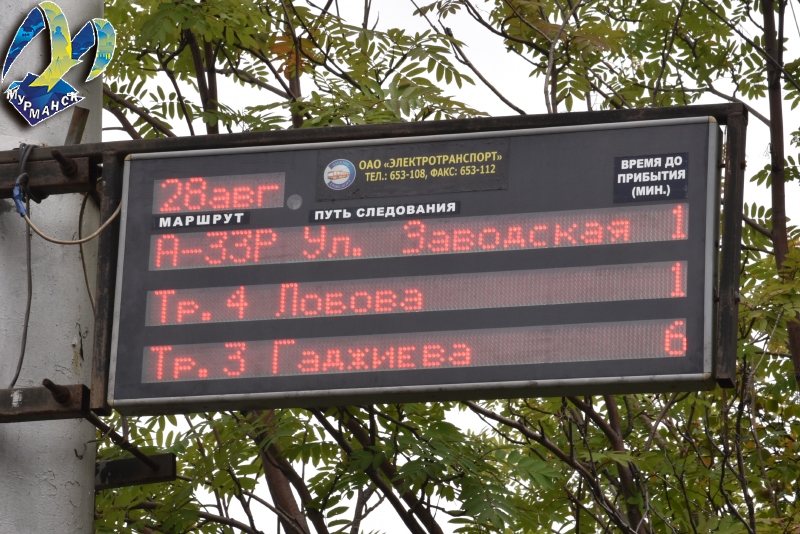 МУРМАНСК
ОАО «ЭЛЕКТРОТРАНСПОРТ»
ТЕЛ.: 653-108, ФАКС: 653-112
28авг
МАРШРУТ
ПУТЬ СЛЕДОВАНИЯ
ВРЕМЯ ДО
ПРИБЫТИЯ
(МИН.)
А-33Р Ул. Заводская 1
Тр.4 Лобова 1
Тр.3 Гаджиева 6